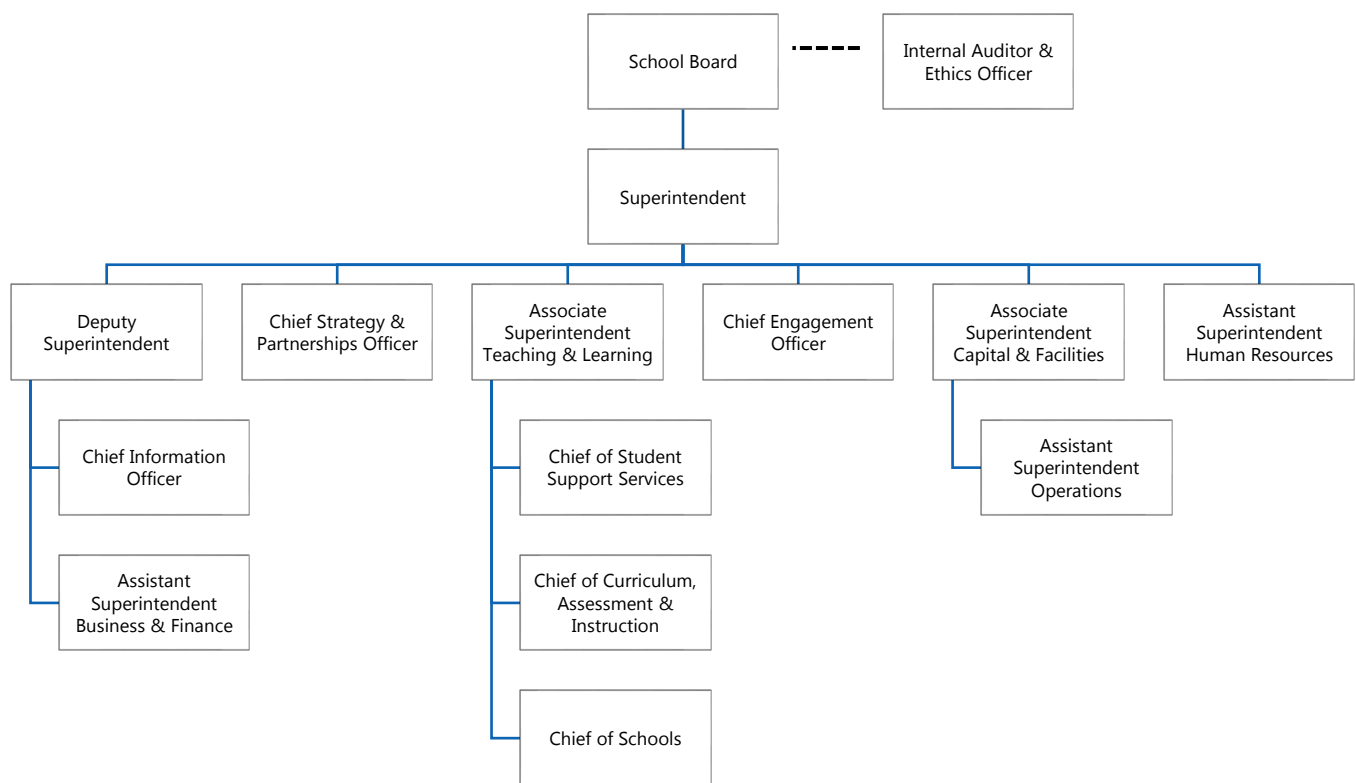 School Board
Internal Auditor &
Ethics Officer
Superintendent
Deputy
Superintendent
Chief Strategy &
Partnerships Officer
Associate
Superintendent
Teaching & Learning
Chief Engagement
Officer
Associate
Superintendent
Capital & Facilities
Assistant
Superintendent
Human Resources
Chief Information
Officer
Chief of Student
Support Services
Assistant
Superintendent
Operations
Assistant
Superintendent
Business & Finance
Chief of Curriculum,
Assessment &
Instruction
Chief of Schools